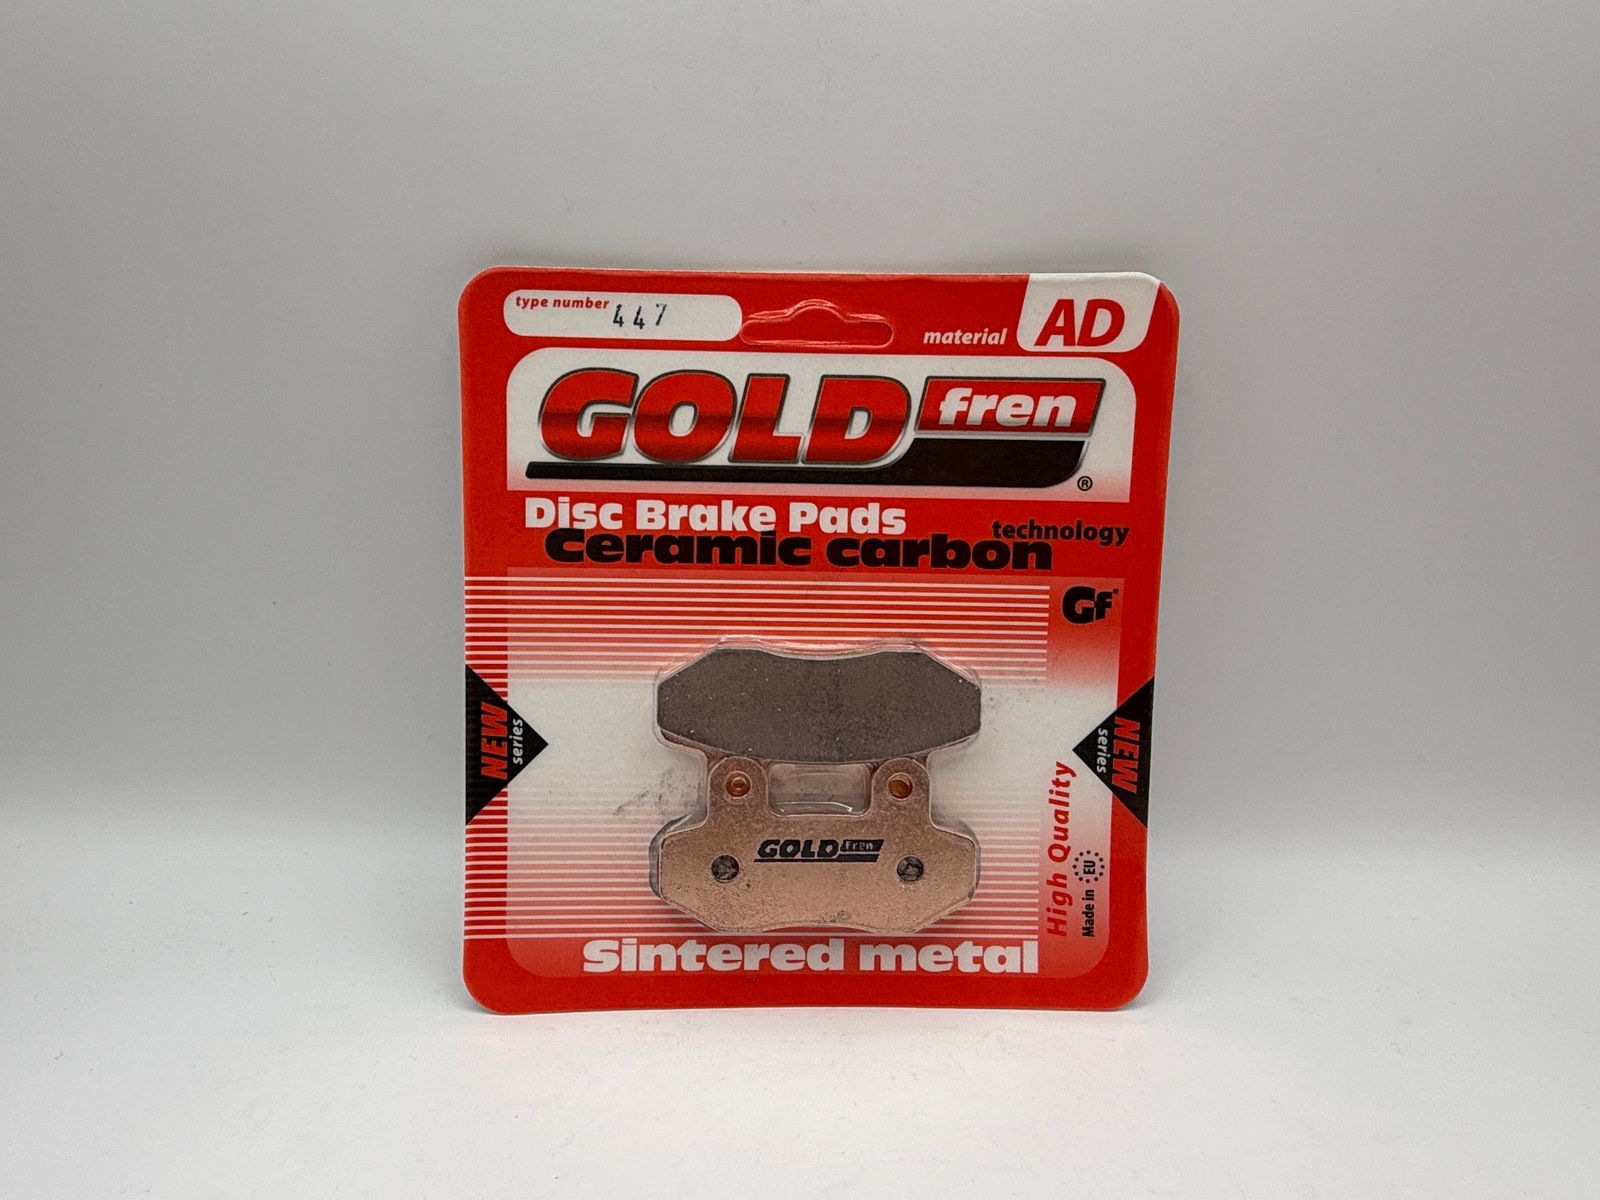 type number 447
material AD
GOLD fren ®
Disc Brake Pads
Ceramic carbon technology
Gf
NEW series
NEW series
GOLD fren
High Quality
Made in EU
Sintered metal